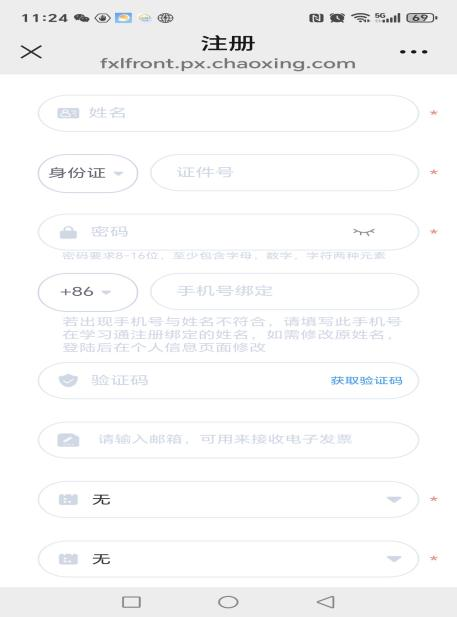 11:24 5G 69
注册
fxlfront.px.chaoxing.com
姓名 *
身份证 证件号 *
密码 *
密码要求8-16位，至少包含字母，数字，字符两种元素
+86 手机号绑定
若出现手机号与姓名不符合，请填写此手机号
在学习通注册绑定的姓名，如需修改原姓名，
登陆后在个人信息页面修改
验证码 获取验证码
请输入邮箱，可用来接收电子发票
无 *
无 *